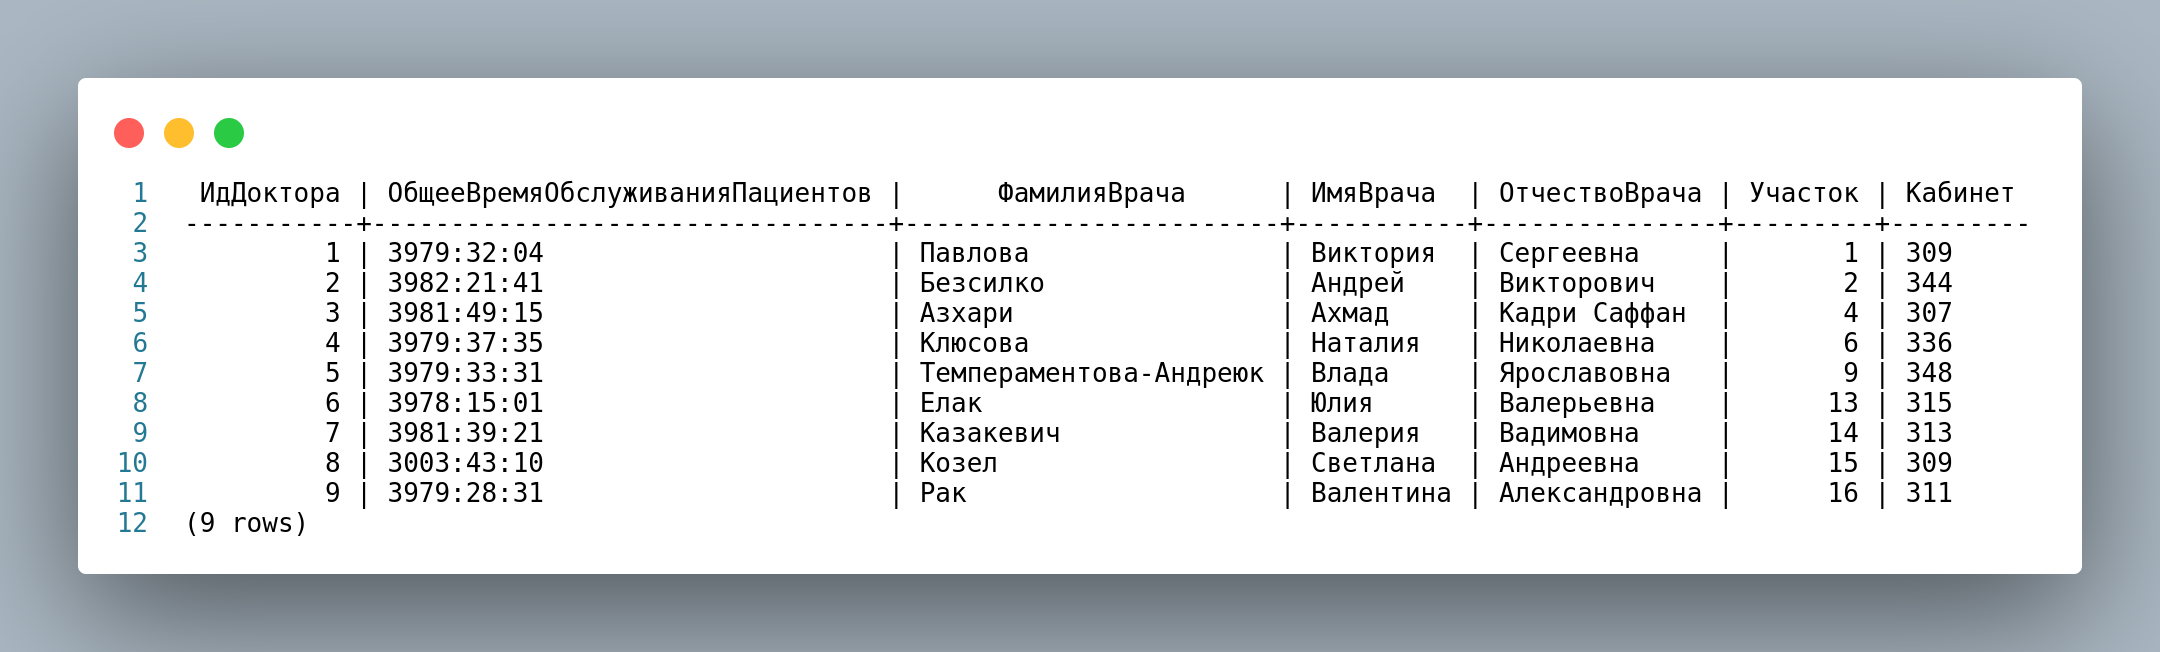 1 ИдДоктора | ОбщееВремяОбслуживанияПациентов |      ФамилияВрача      | ИмяВрача  | ОтчествоВрача | Участок | Кабинет
2 -----------+---------------------------------+------------------------+-----------+---------------+---------+---------
3         1 | 3979:32:04                      | Павлова                | Виктория  | Сергеевна     |       1 | 309
4         2 | 3982:21:41                      | Безсилко               | Андрей    | Викторович    |       2 | 344
5         3 | 3981:49:15                      | Азхари                 | Ахмад     | Кадри Саффан  |       4 | 307
6         4 | 3979:37:35                      | Клюсова                | Наталия   | Николаевна    |       6 | 336
7         5 | 3979:33:31                      | Темпераментова-Андреюк | Влада     | Ярославовна   |       9 | 348
8         6 | 3978:15:01                      | Елак                   | Юлия      | Валерьевна    |      13 | 315
9         7 | 3981:39:21                      | Казакевич              | Валерия   | Вадимовна     |      14 | 313
10         8 | 3003:43:10                      | Козел                  | Светлана  | Андреевна     |      15 | 309
11         9 | 3979:28:31                      | Рак                    | Валентина | Александровна |      16 | 311
12 (9 rows)